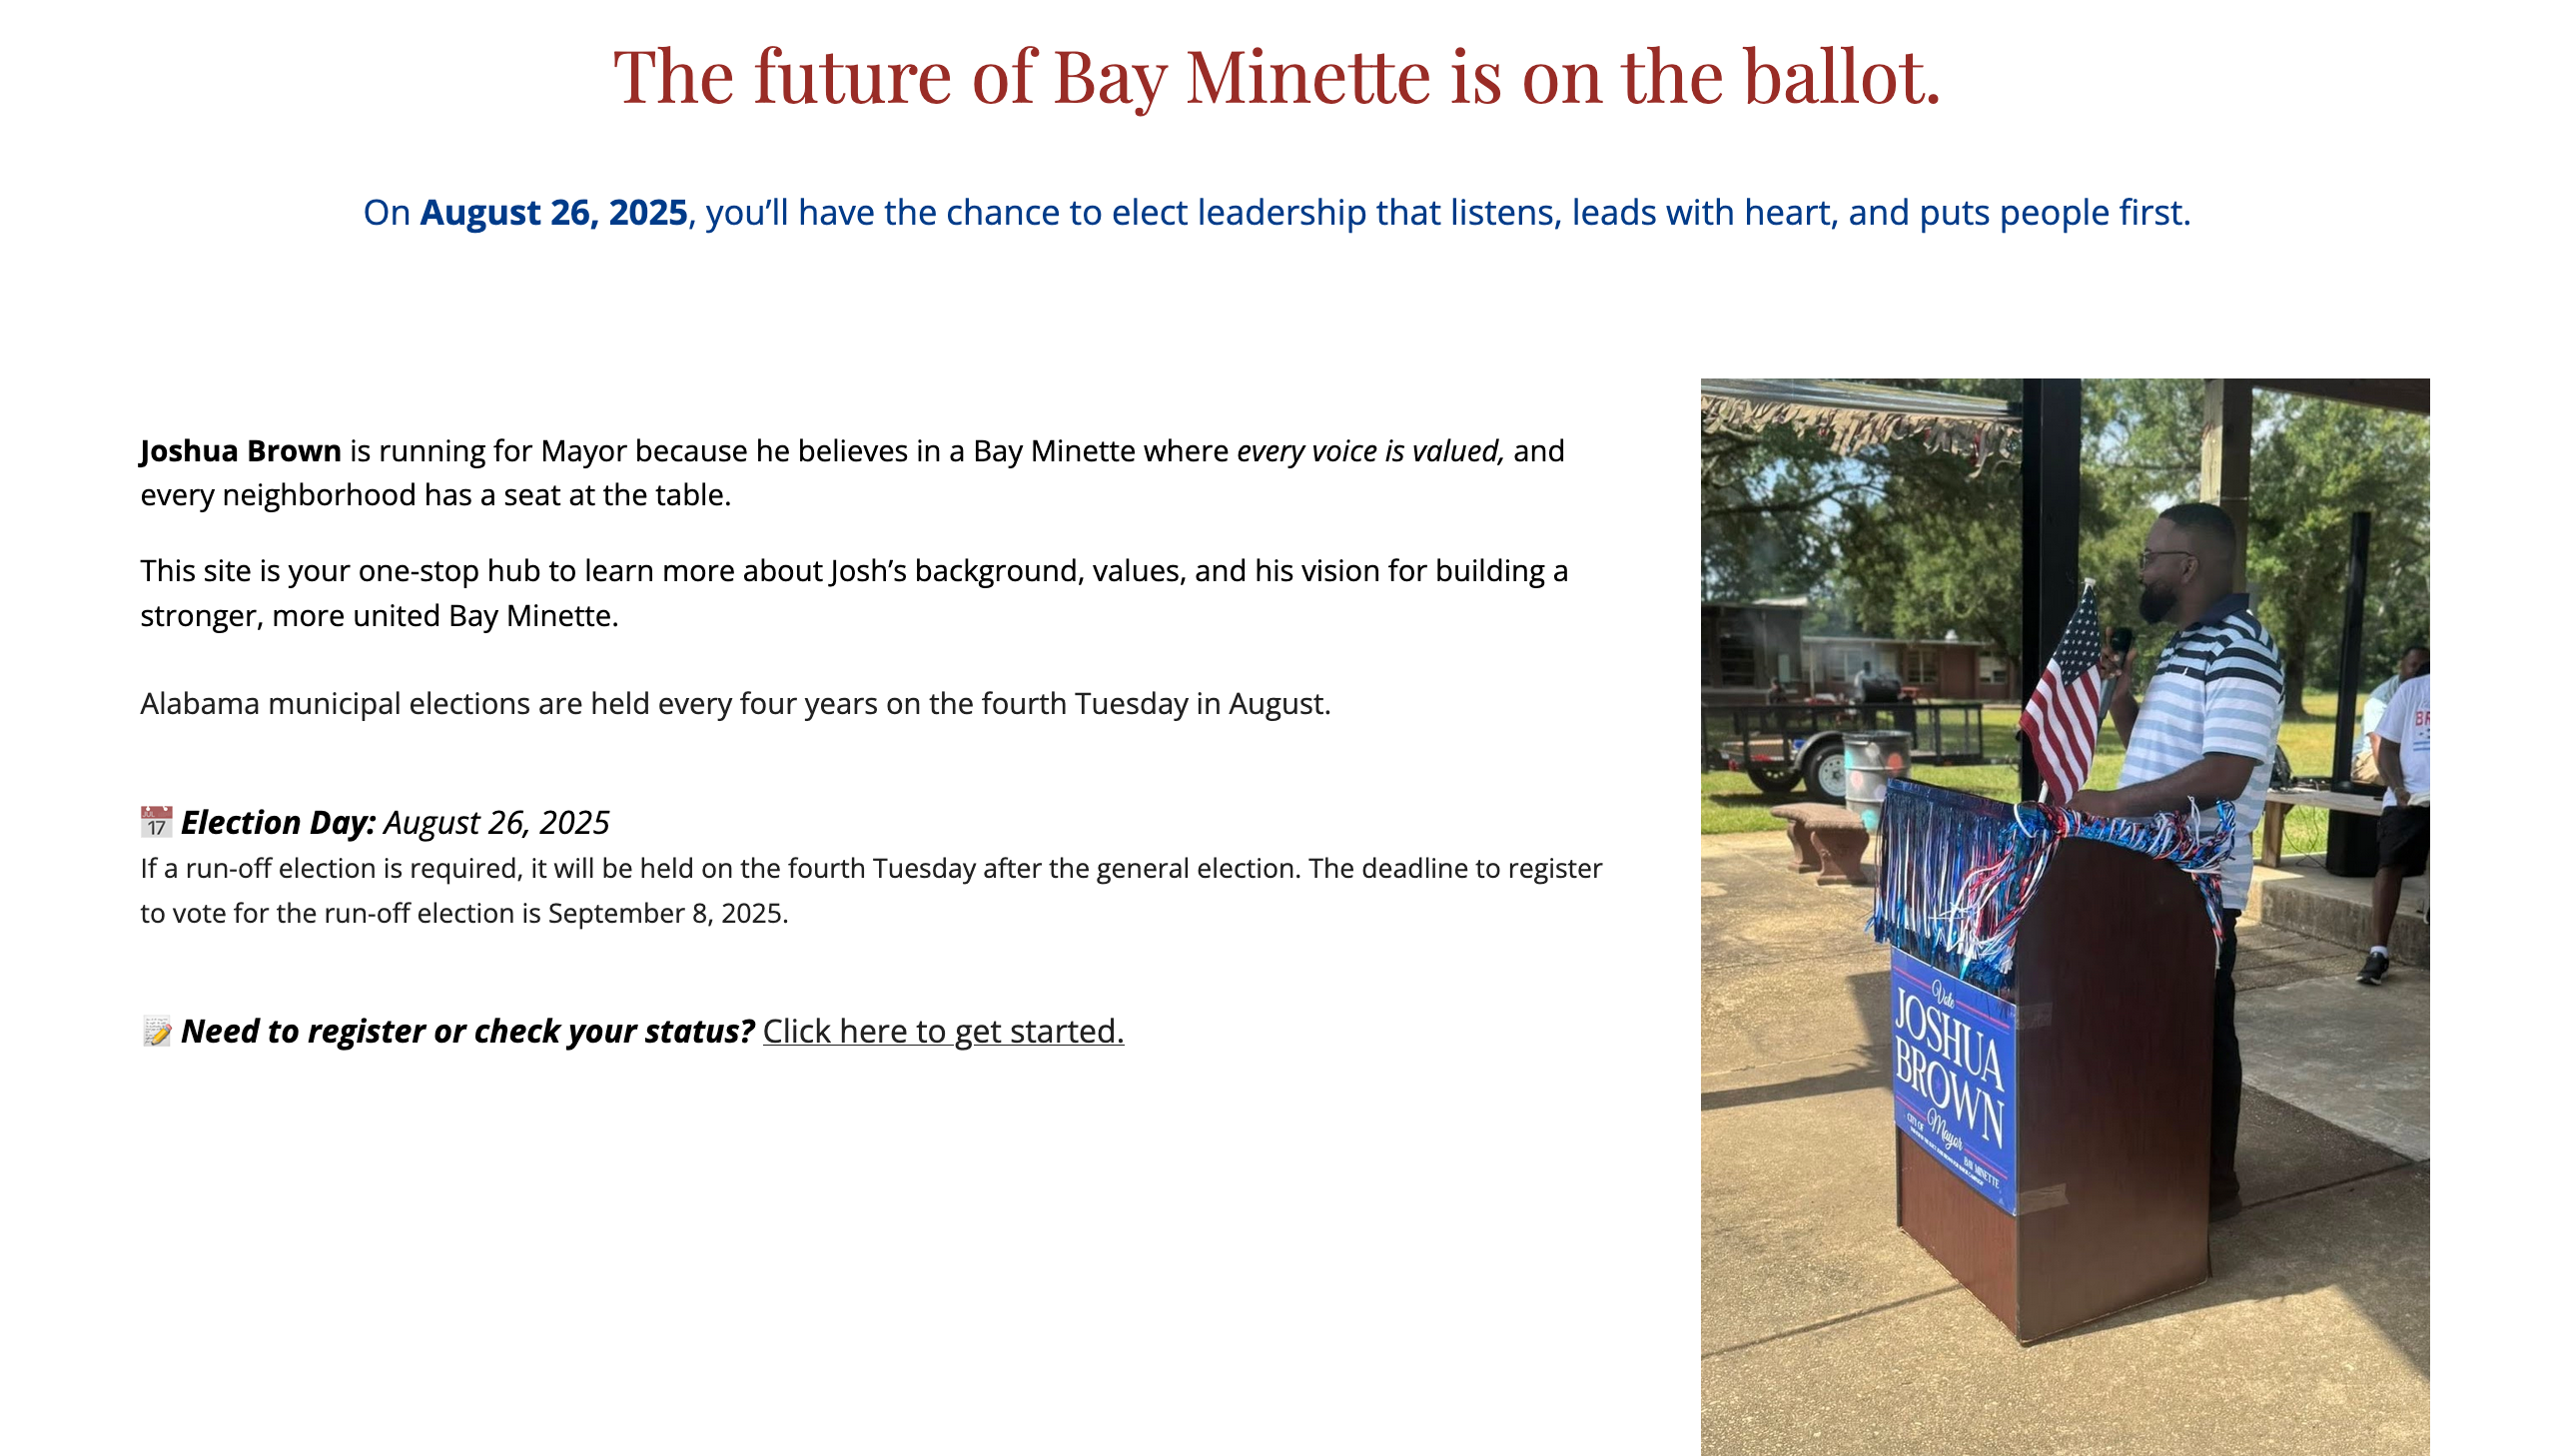 The future of Bay Minette is on the ballot.
On August 26, 2025, you’ll have the chance to elect leadership that listens, leads with heart, and puts people first.
Joshua Brown is running for Mayor because he believes in a Bay Minette where every voice is valued, and
every neighborhood has a seat at the table.
This site is your one-stop hub to learn more about Josh’s background, values, and his vision for building a
stronger, more united Bay Minette.
Alabama municipal elections are held every four years on the fourth Tuesday in August.
📅 Election Day: August 26, 2025
If a run-off election is required, it will be held on the fourth Tuesday after the general election. The deadline to register
to vote for the run-off election is September 8, 2025.
📝 Need to register or check your status? Click here to get started.
Vote
JOSHUA
BROWN
Mayor
CITY OF
BAY MINETTE